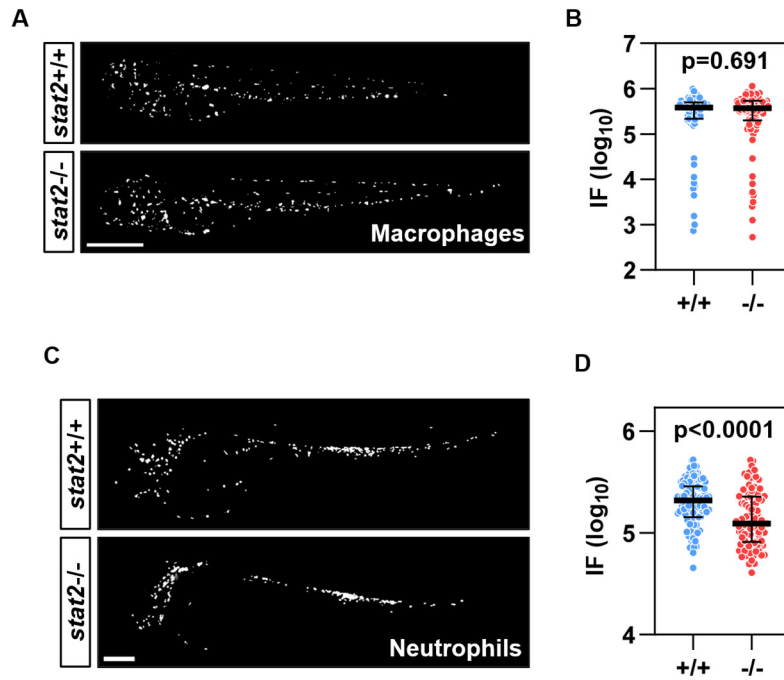 A
stat2+/+
stat2-/-
Macrophages
B
7
6
5
4
3
2
IF (log10)
p=0.691
+/+
-/-
C
stat2+/+
stat2-/-
Neutrophils
D
6
5
4
IF (log10)
p<0.0001
+/+
-/-